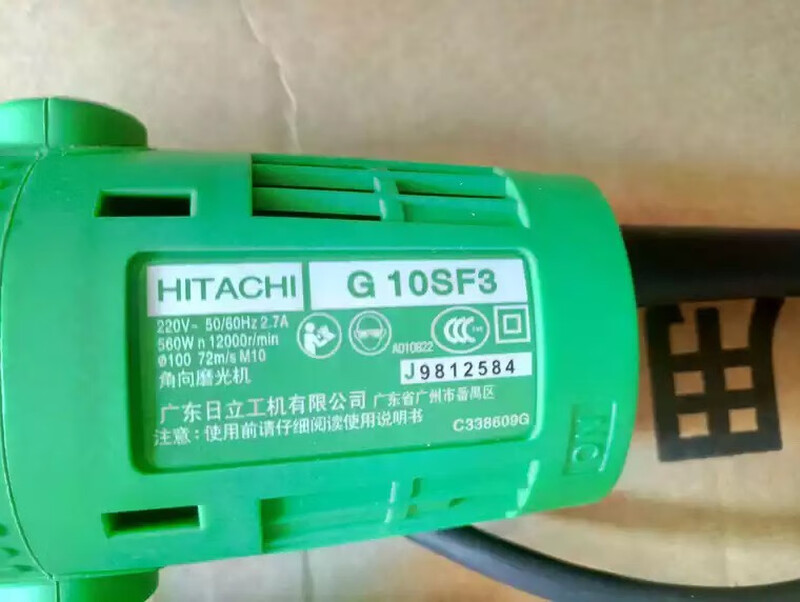 HITACHI G 10SF3
220V~ 50/60Hz 2.7A
560W n 12000r/min
Φ100 72m/s M10
角向磨光机
A010822
J9812584
广东日立工机有限公司 广东省广州市番禺区
注意:使用前请仔细阅读使用说明书
C338609G